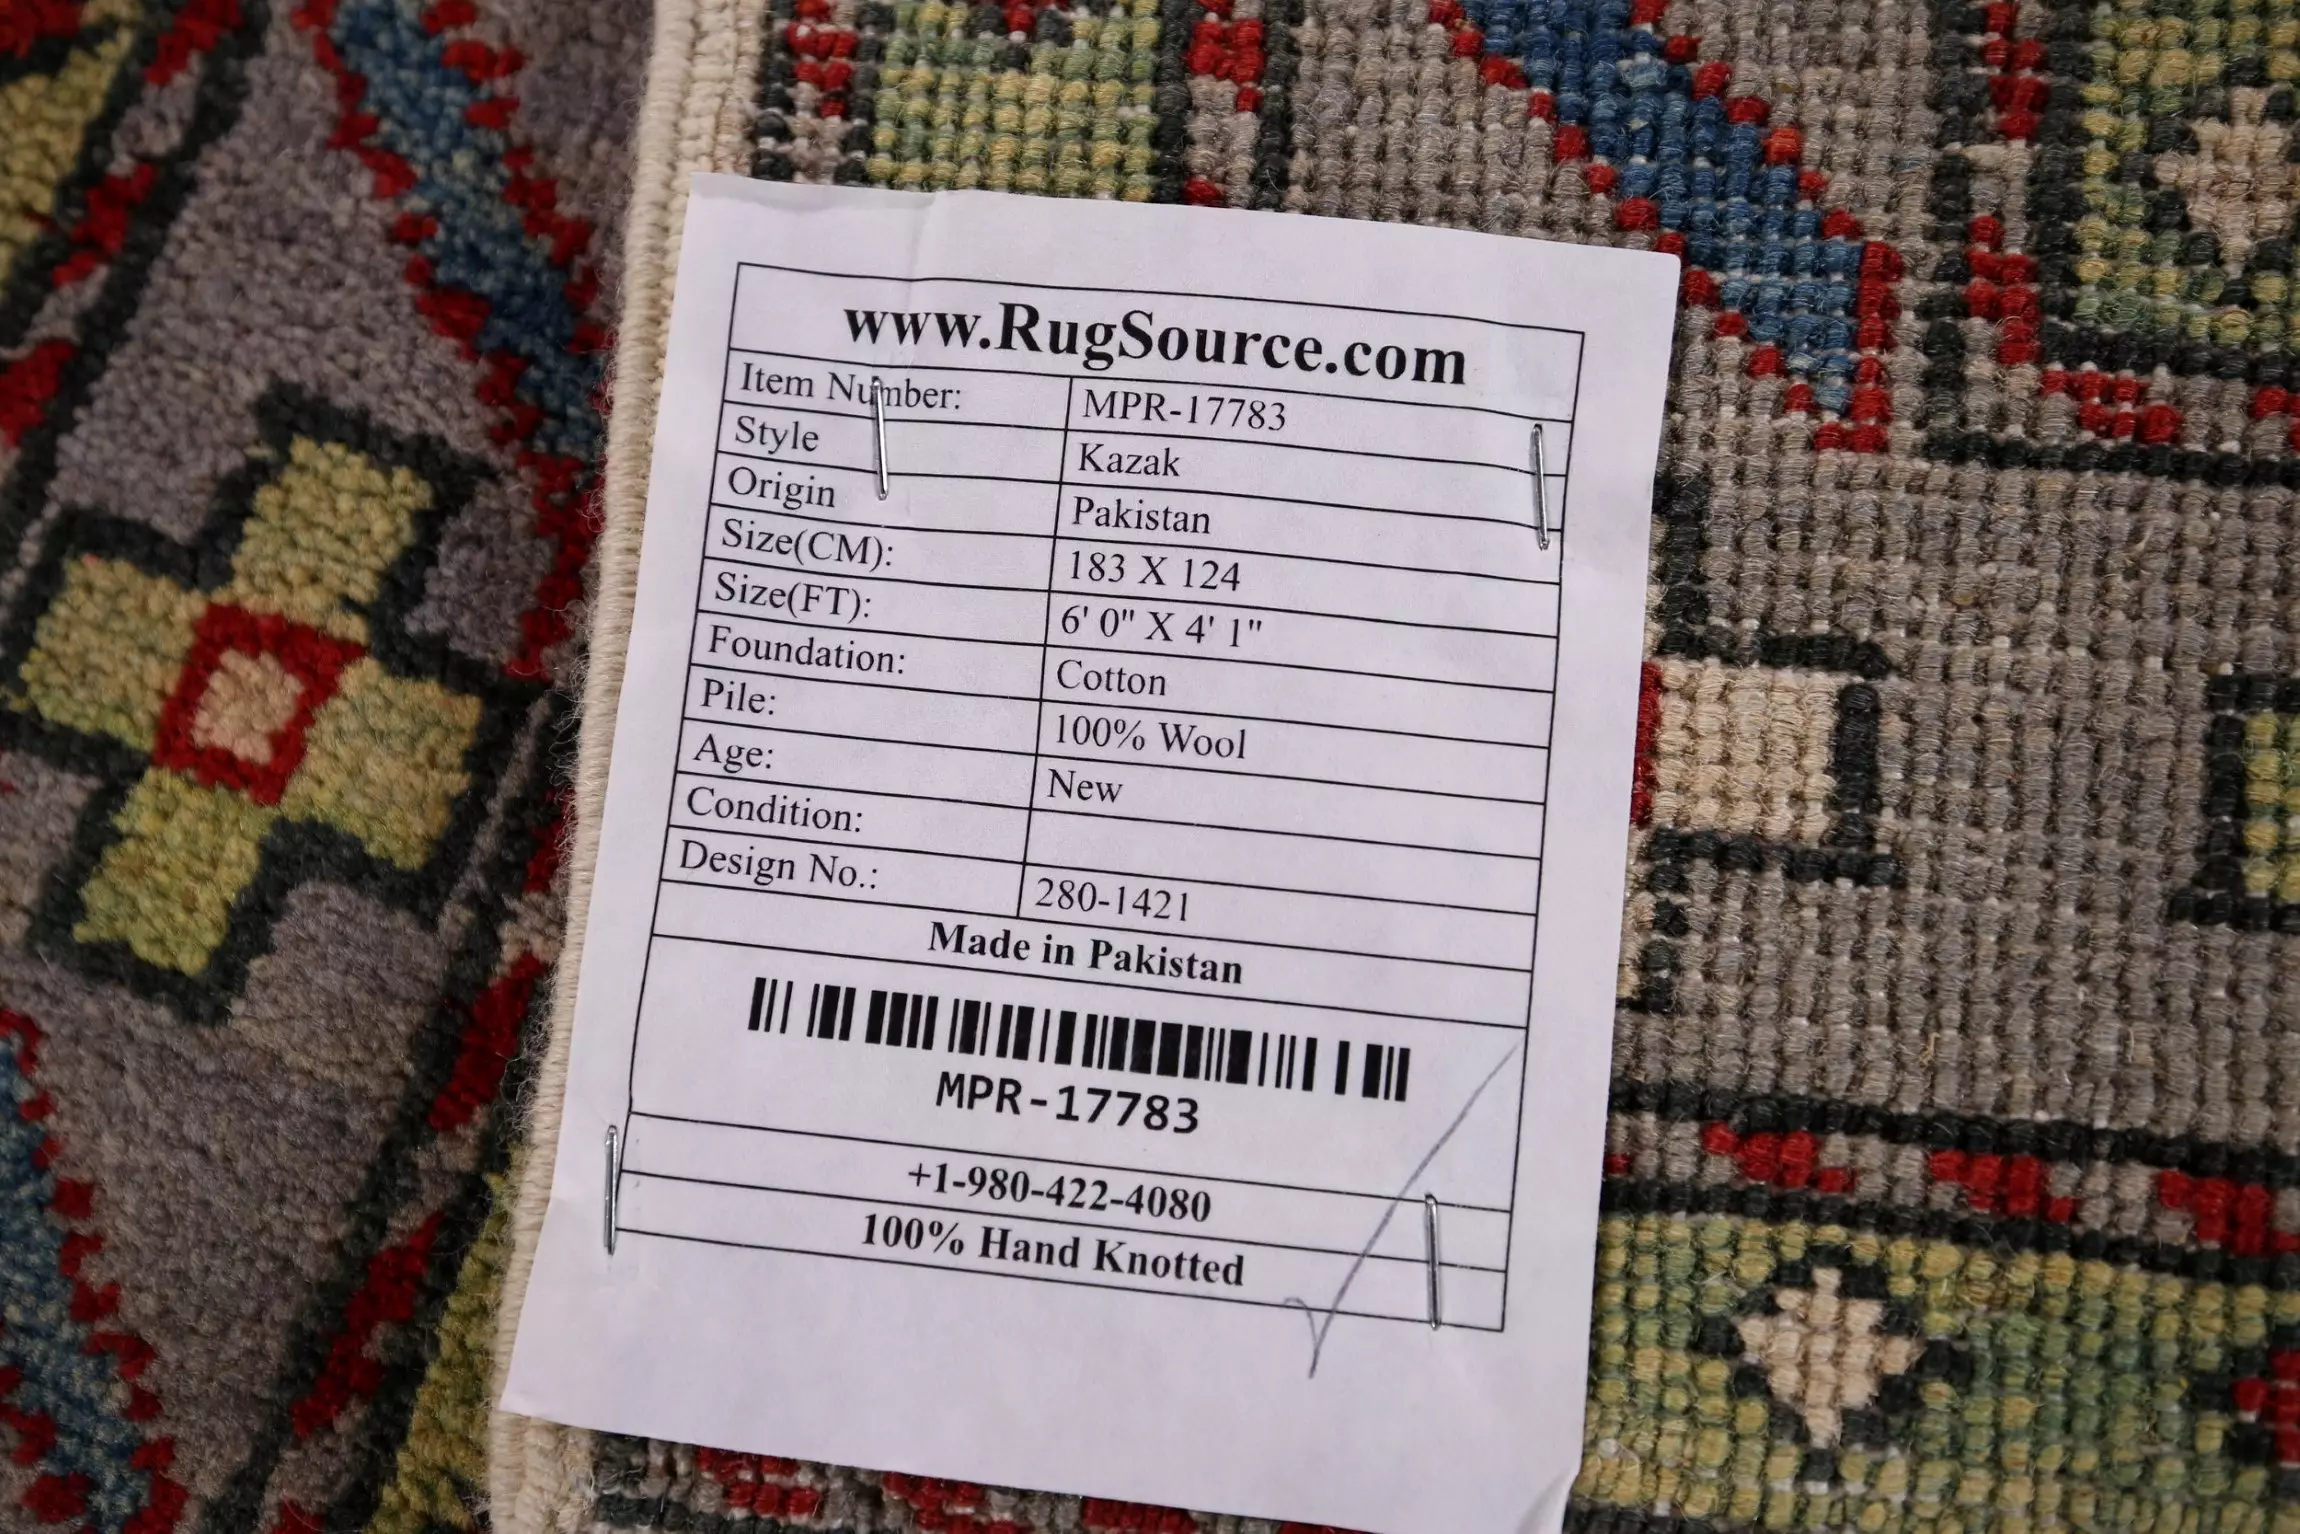 www.RugSource.com
Item Number: MPR-17783
Style Kazak
Origin Pakistan
Size(CM): 183 X 124
Size(FT): 6' 0" X 4' 1"
Foundation: Cotton
Pile: 100% Wool
Age: New
Condition:
Design No.: 280-1421
Made in Pakistan
MPR-17783
+1-980-422-4080
100% Hand Knotted